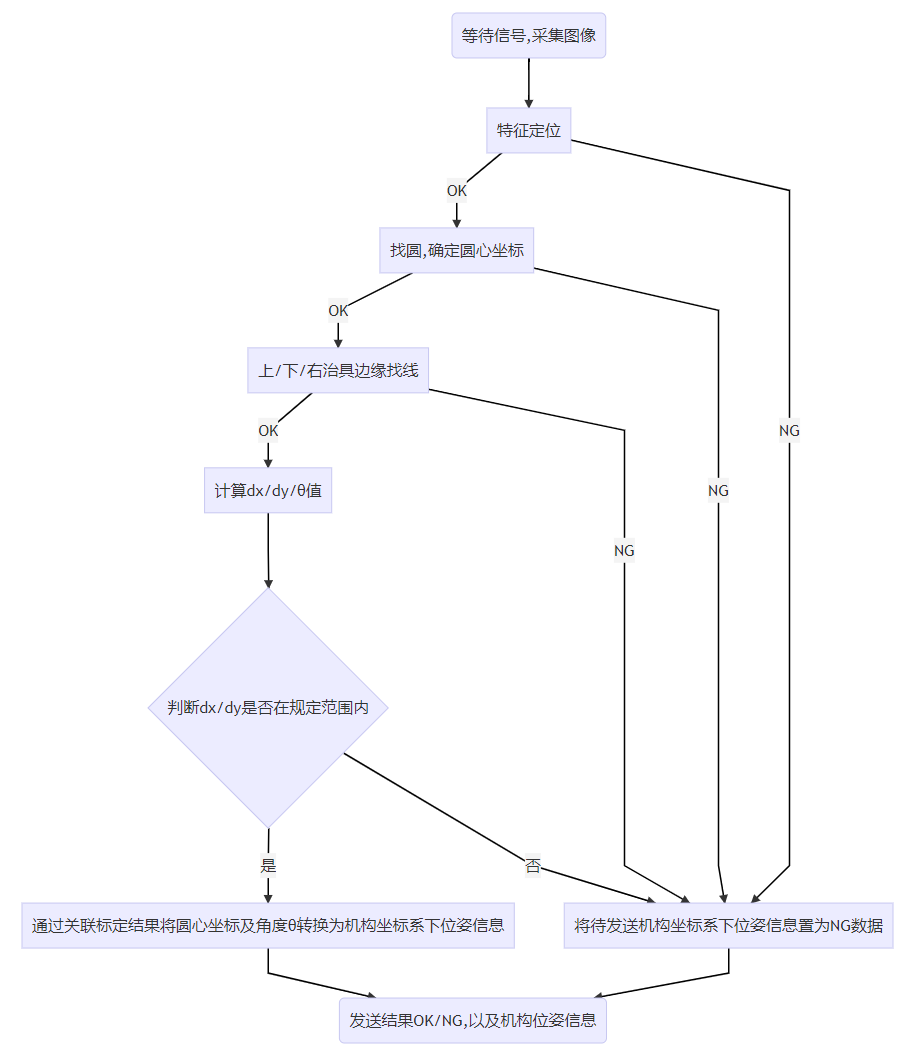 等待信号,采集图像
特征定位
OK
找圆,确定圆心坐标
OK
上/下/右治具边缘找线
OK
NG
计算dx/dy/θ值
NG
NG
判断dx/dy是否在规定范围内
是
否
通过关联标定结果将圆心坐标及角度θ转换为机构坐标系下位姿信息
将待发送机构坐标系下位姿信息置为NG数据
发送结果OK/NG,以及机构位姿信息